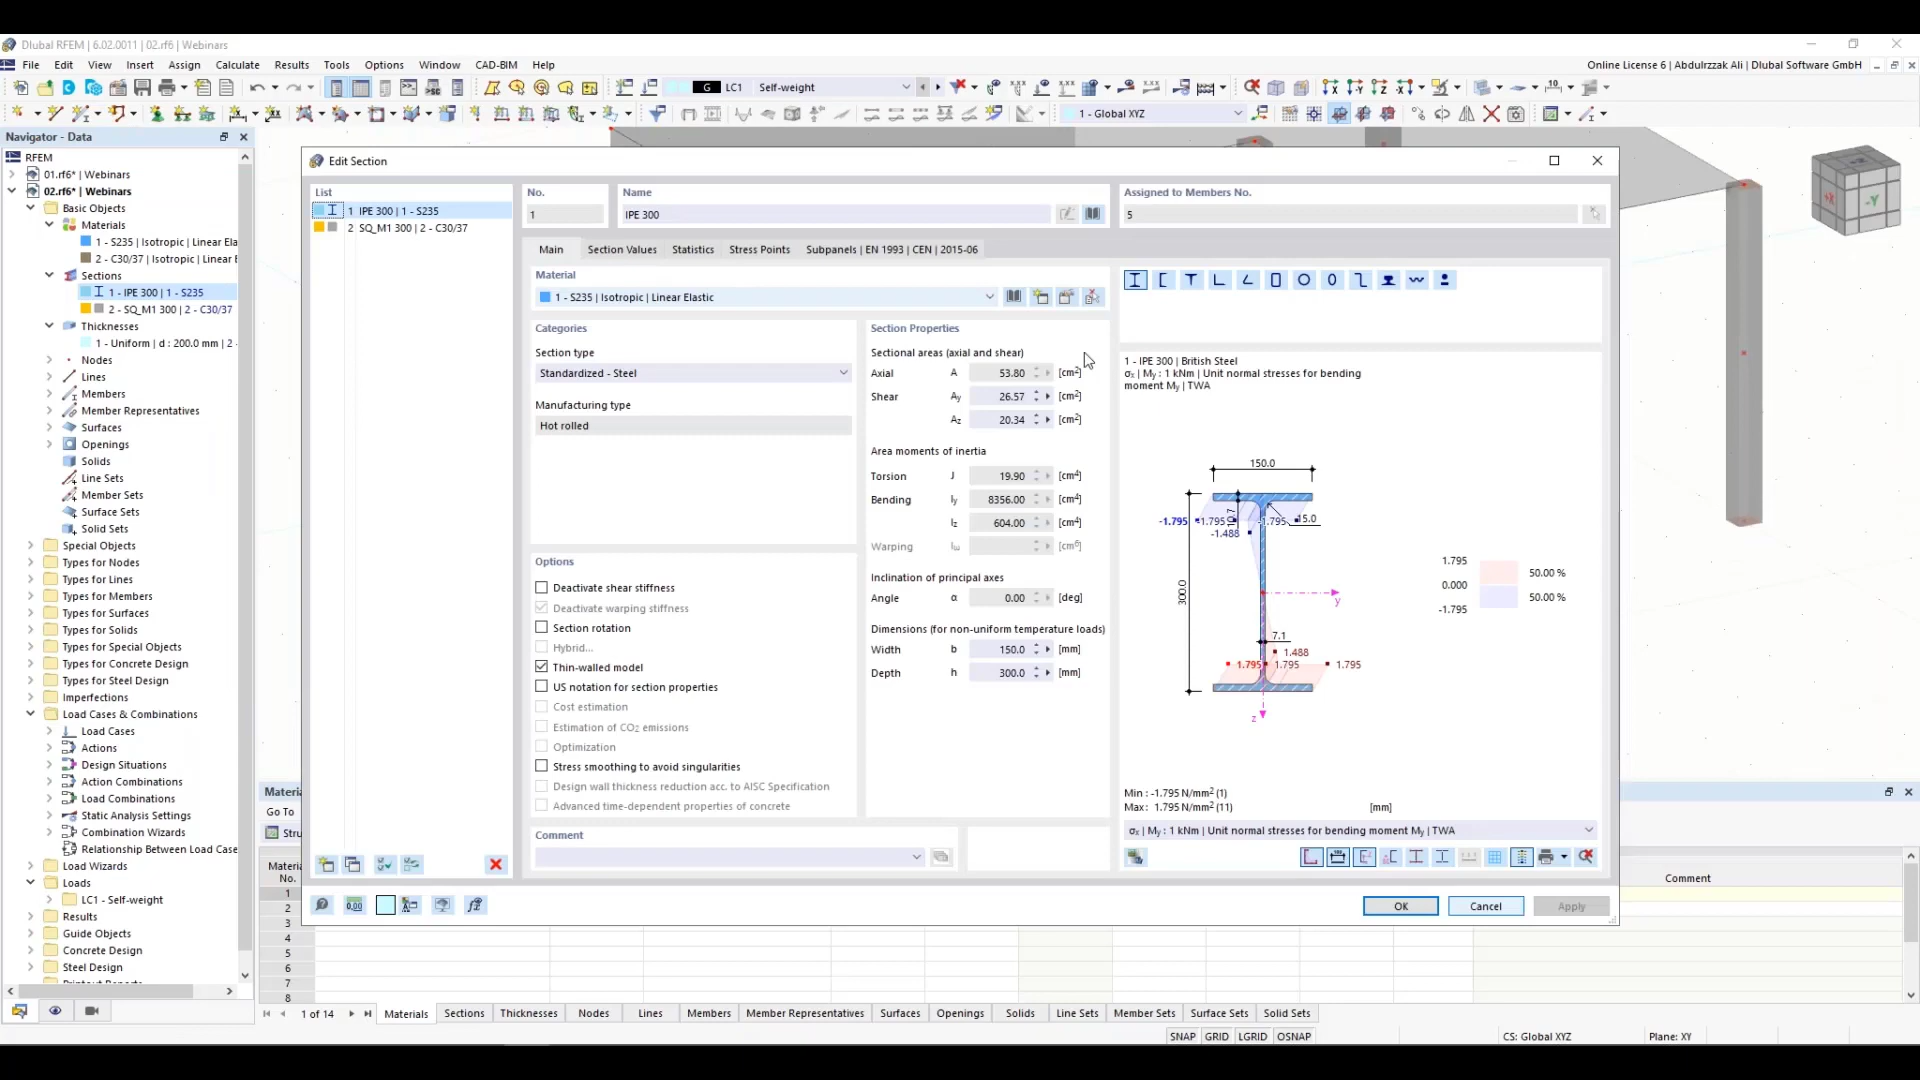 Dlubal RFEM | 6.02.0011 | 02.rf6 | Webinars
File Edit View Insert Assign Calculate Results Tools Options Window CAD-BIM Help
Online License 6 | Abdulrzzak Ali | Dlubal Software GmbH
G LC1 Self-weight
1 - Global XYZ
Navigator - Data
RFEM
01.rf6* | Webinars
02.rf6* | Webinars
Basic Objects
Materials
1 - S235 | Isotropic | Linear Ela
2 - C30/37 | Isotropic | Linear E
Sections
1 - IPE 300 | 1 - S235
2 - SQ_M1 300 | 2 - C30/37
Thicknesses
1 - Uniform | d : 200.0 mm | 2 -
Nodes
Lines
Members
Member Representatives
Surfaces
Openings
Solids
Line Sets
Member Sets
Surface Sets
Solid Sets
Special Objects
Types for Nodes
Types for Lines
Types for Members
Types for Surfaces
Types for Solids
Types for Special Objects
Types for Concrete Design
Types for Steel Design
Imperfections
Load Cases & Combinations
Load Cases
Actions
Design Situations
Action Combinations
Load Combinations
Static Analysis Settings
Combination Wizards
Relationship Between Load Case
Load Wizards
Loads
LC1 - Self-weight
Results
Guide Objects
Concrete Design
Steel Design
Edit Section
List
1 IPE 300 | 1 - S235
2 SQ_M1 300 | 2 - C30/37
No.
1
Name
IPE 300
Assigned to Members No.
5
Main Section Values Statistics Stress Points Subpanels | EN 1993 | CEN | 2015-06
Material
1 - S235 | Isotropic | Linear Elastic
Categories
Section type
Standardized - Steel
Manufacturing type
Hot rolled
Options
Deactivate shear stiffness
Deactivate warping stiffness
Section rotation
Hybrid...
Thin-walled model
US notation for section properties
Cost estimation
Estimation of CO2 emissions
Optimization
Stress smoothing to avoid singularities
Design wall thickness reduction acc. to AISC Specification
Advanced time-dependent properties of concrete
Comment
Section Properties
Sectional areas (axial and shear)
Axial A 53.80 [cm2]
Shear Ay 26.57 [cm2]
Az 20.34 [cm2]
Area moments of inertia
Torsion J 19.90 [cm4]
Bending Iy 8356.00 [cm4]
Iz 604.00 [cm4]
Warping Iω [cm6]
Inclination of principal axes
Angle α 0.00 [deg]
Dimensions (for non-uniform temperature loads)
Width b 150.0 [mm]
Depth h 300.0 [mm]
1 - IPE 300 | British Steel
σx | My : 1 kNm | Unit normal stresses for bending
moment My | TWA
150.0
-1.795 -1.795 10.7 -1.795 15.0
-1.488
300.0
y
7.1
1.488
1.795 1.795 1.795
z
1.795 50.00 %
0.000 50.00 %
-1.795
Min : -1.795 N/mm2 (1)
Max : 1.795 N/mm2 (11)
[mm]
σx | My : 1 kNm | Unit normal stresses for bending moment My | TWA
OK Cancel Apply
+Z
+X
-Y
Materia
Go To
Stru
Materia
No.
Comment
1
2
3
4
5
6
7
8
1 of 14 Materials Sections Thicknesses Nodes Lines Members Member Representatives Surfaces Openings Solids Line Sets Member Sets Surface Sets Solid Sets
SNAP GRID LGRID OSNAP
CS: Global XYZ
Plane: XY